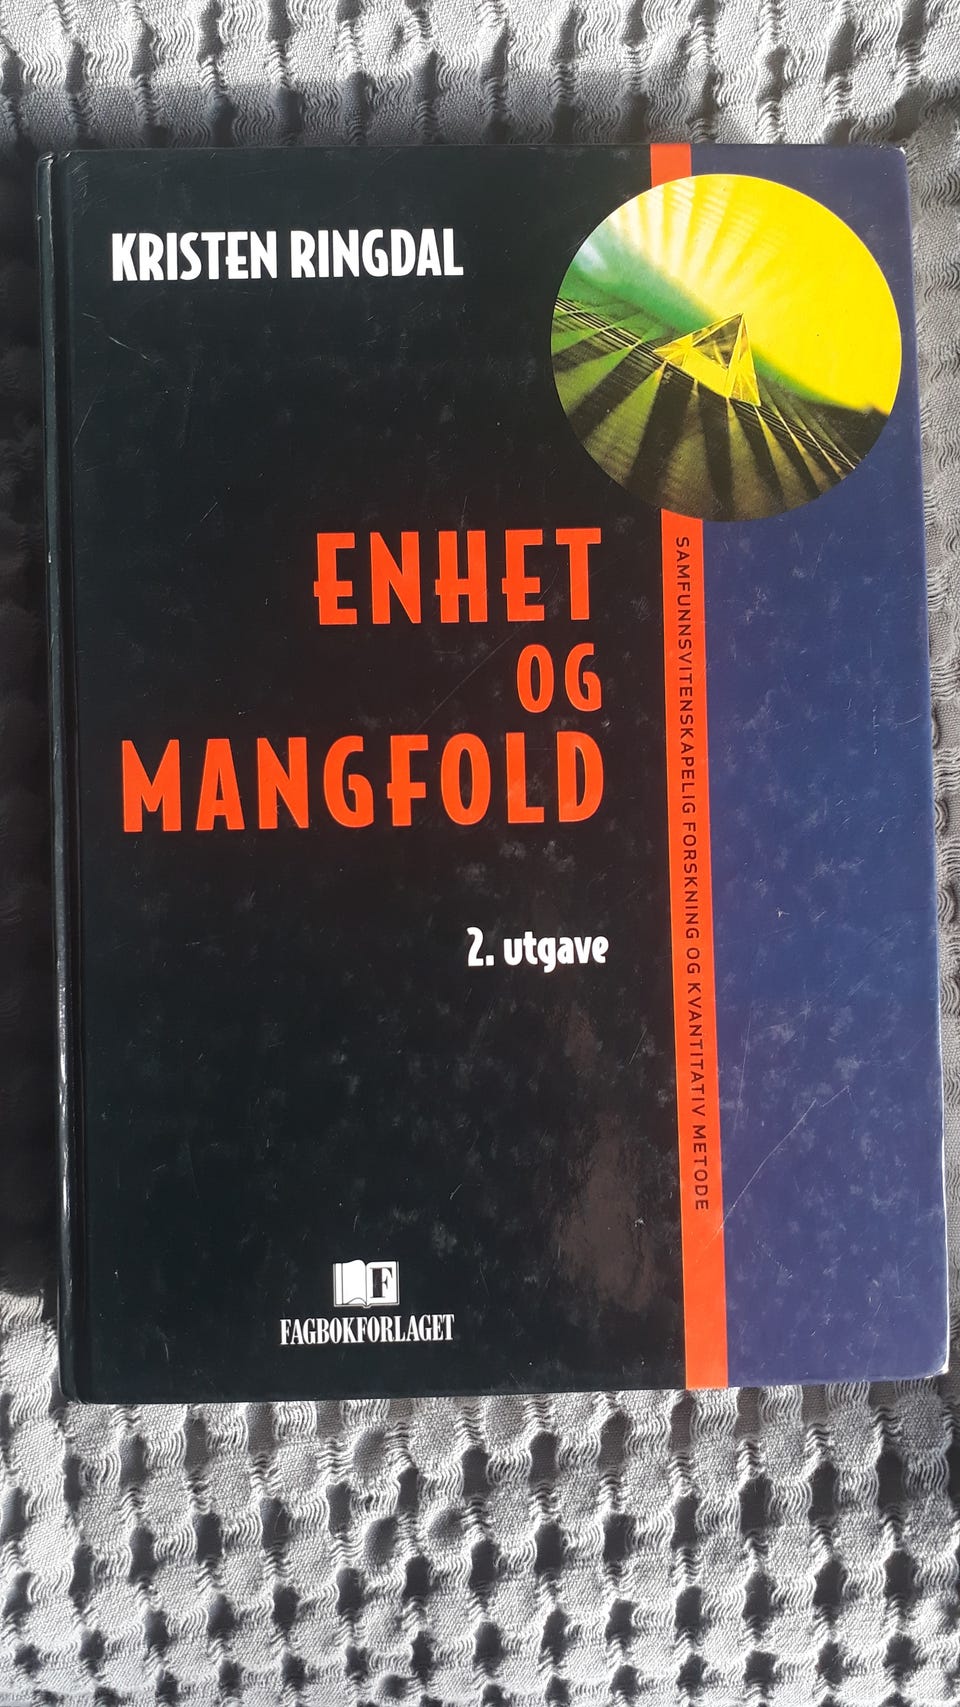 KRISTEN RINGDAL
ENHET
OG
MANGFOLD
2. utgave
SAMFUNNSVITENSKAPELIG FORSKNING OG KVANTITATIV METODE
F
FAGBOKFORLAGET